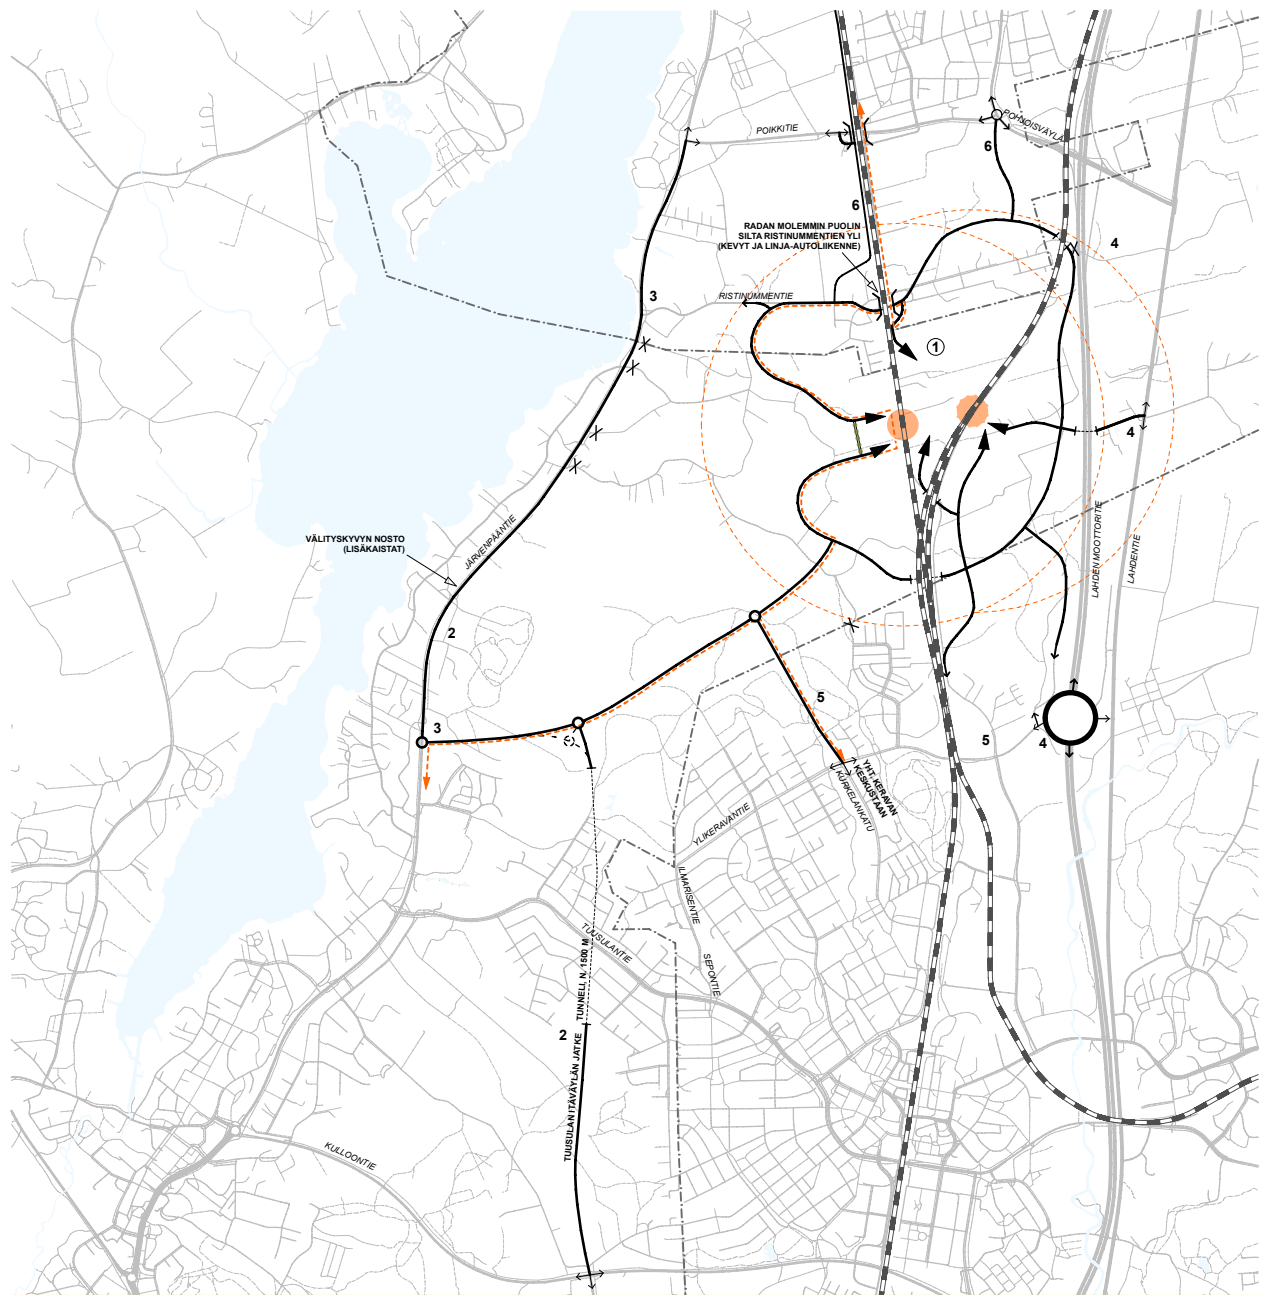 POHJOISVÄYLÄ
POIKKITIE
6
6
RADAN MOLEMMIN PUOLIN
SILTA RISTINUMMENTIEN YLI
(KEVYT JA LINJA-AUTOLIIKENNE)
4
3
RISTINUMMENTIE
1
4
VÄLITYSKYVYN NOSTO
(LISÄKAISTAT)
JÄRVENPÄÄNTIE
LAHDEN MOOTTORITIE
LAHDENTIE
2
5
3
5
4
YHT. KERAVAN
KESKUSTAAN
KURKELANKATU
YLIKERAVANTIE
ILMARISENTIE
TUUSULANTIE
SEPONTIE
TUNNELI, N. 1500 M
2
TUUSULAN ITÄVÄYLÄN JATKE
KULLOONTIE